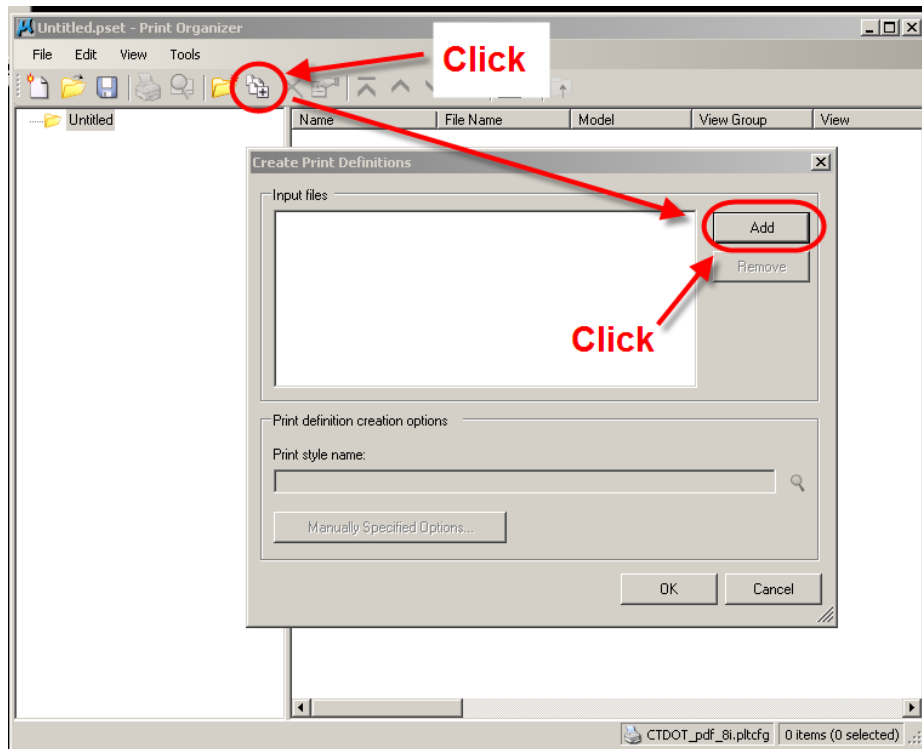 Untitled.pset - Print Organizer
File Edit View Tools
Click
Untitled
Name File Name Model View Group View
Create Print Definitions
Input files
Add
Remove
Click
Print definition creation options
Print style name:
Manually Specified Options...
OK Cancel
CTDOT_pdf_8i.pltcfg 0 items (0 selected)